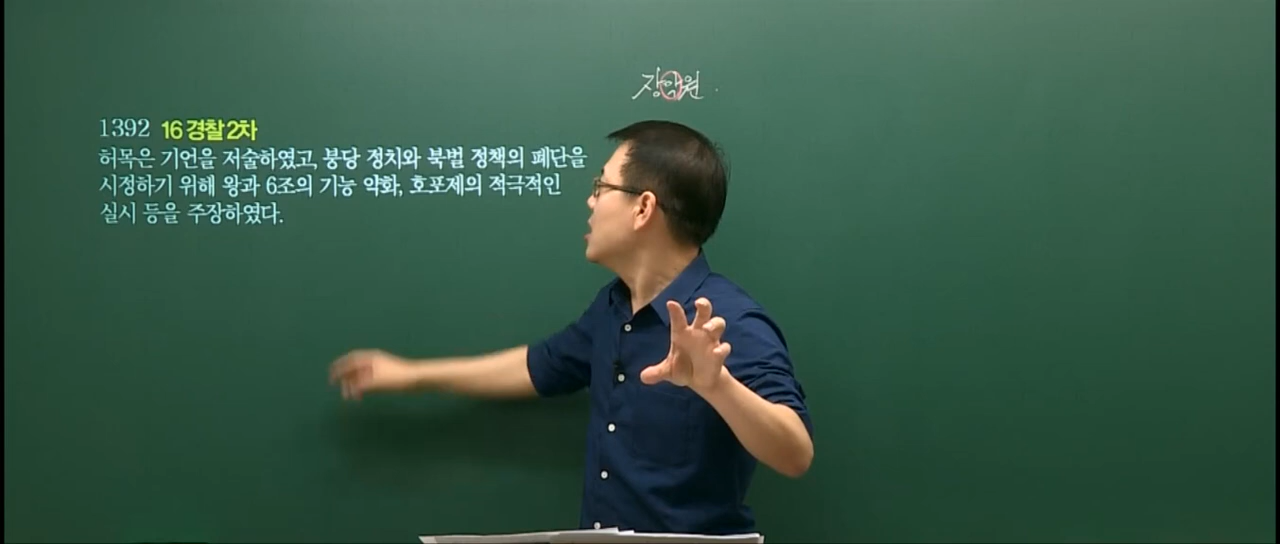 장악원
1392 16 경찰 2차
허목은 기언을 저술하였고, 붕당 정치와 북벌 정책의 폐단을
시정하기 위해 왕과 6조의 기능 약화, 호포제의 적극적인
실시 등을 주장하였다.